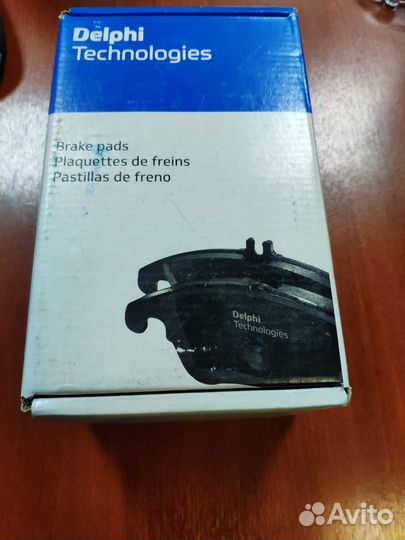 Delphi
Technologies
Brake pads
Plaquettes de freins
Pastillas de freno
Delphi
Technologies
Avito